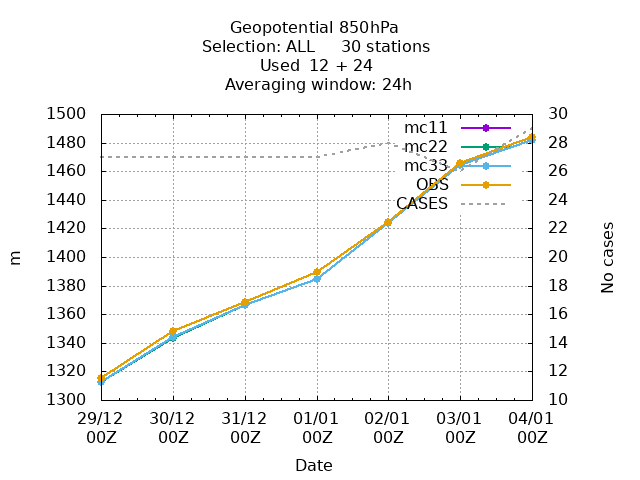 Geopotential 850hPa
Selection: ALL 30 stations
Used 12 + 24
Averaging window: 24h
1500
1480
1460
1440
1420
1400
1380
1360
1340
1320
1300
m
30
28
26
24
22
20
18
16
14
12
10
No cases
mc11
mc22
mc33
OBS
CASES
29/12 30/12 31/12 01/01 02/01 03/01 04/01
00Z 00Z 00Z 00Z 00Z 00Z 00Z
Date